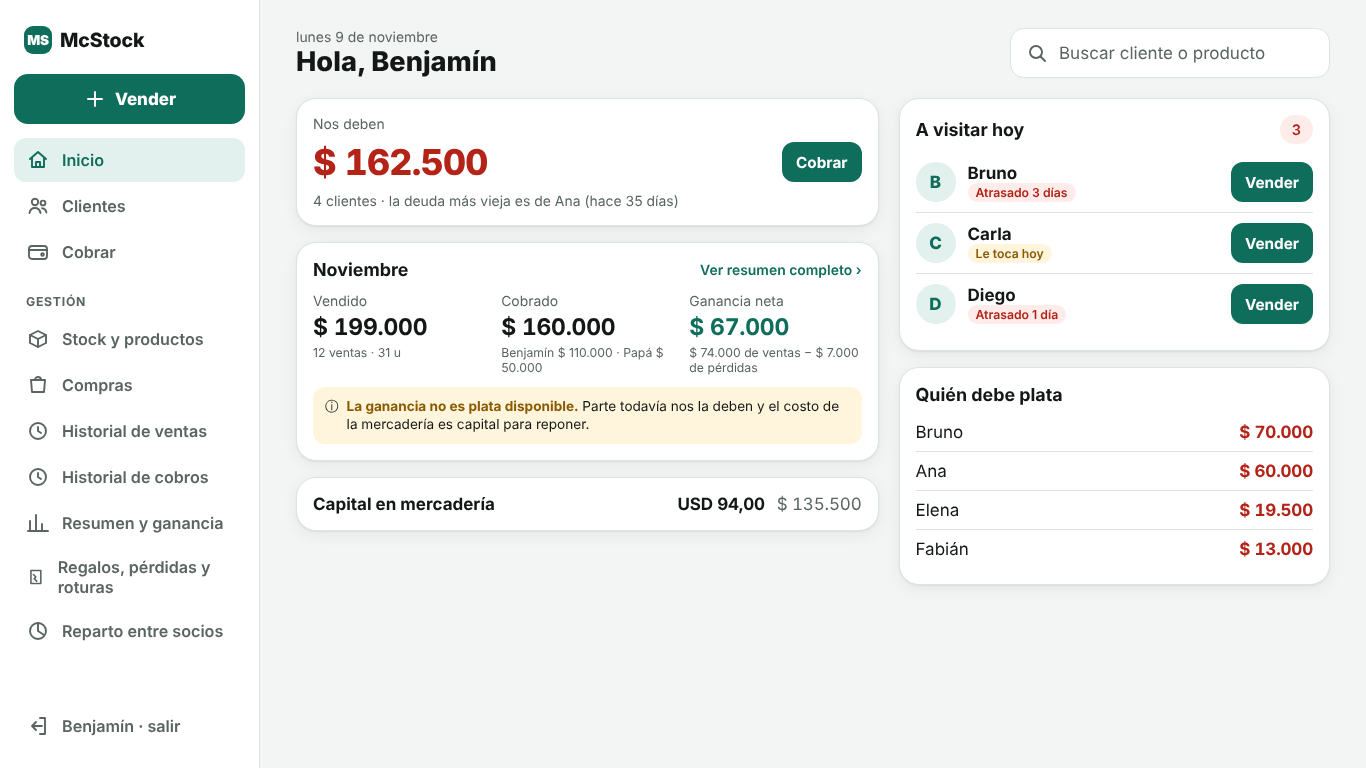 MS McStock
+ Vender
Inicio
Clientes
Cobrar
GESTIÓN
Stock y productos
Compras
Historial de ventas
Historial de cobros
Resumen y ganancia
Regalos, pérdidas y
roturas
Reparto entre socios
Benjamín · salir
lunes 9 de noviembre
Hola, Benjamín
Buscar cliente o producto
Nos deben
$ 162.500
Cobrar
4 clientes · la deuda más vieja es de Ana (hace 35 días)
Noviembre
Ver resumen completo ›
Vendido
$ 199.000
12 ventas · 31 u
Cobrado
$ 160.000
Benjamín $ 110.000 · Papá $
50.000
Ganancia neta
$ 67.000
$ 74.000 de ventas − $ 7.000
de pérdidas
ⓘ La ganancia no es plata disponible. Parte todavía nos la deben y el costo de
la mercadería es capital para reponer.
Capital en mercadería
USD 94,00 $ 135.500
A visitar hoy
3
B
Bruno
Atrasado 3 días
Vender
C
Carla
Le toca hoy
Vender
D
Diego
Atrasado 1 día
Vender
Quién debe plata
Bruno $ 70.000
Ana $ 60.000
Elena $ 19.500
Fabián $ 13.000